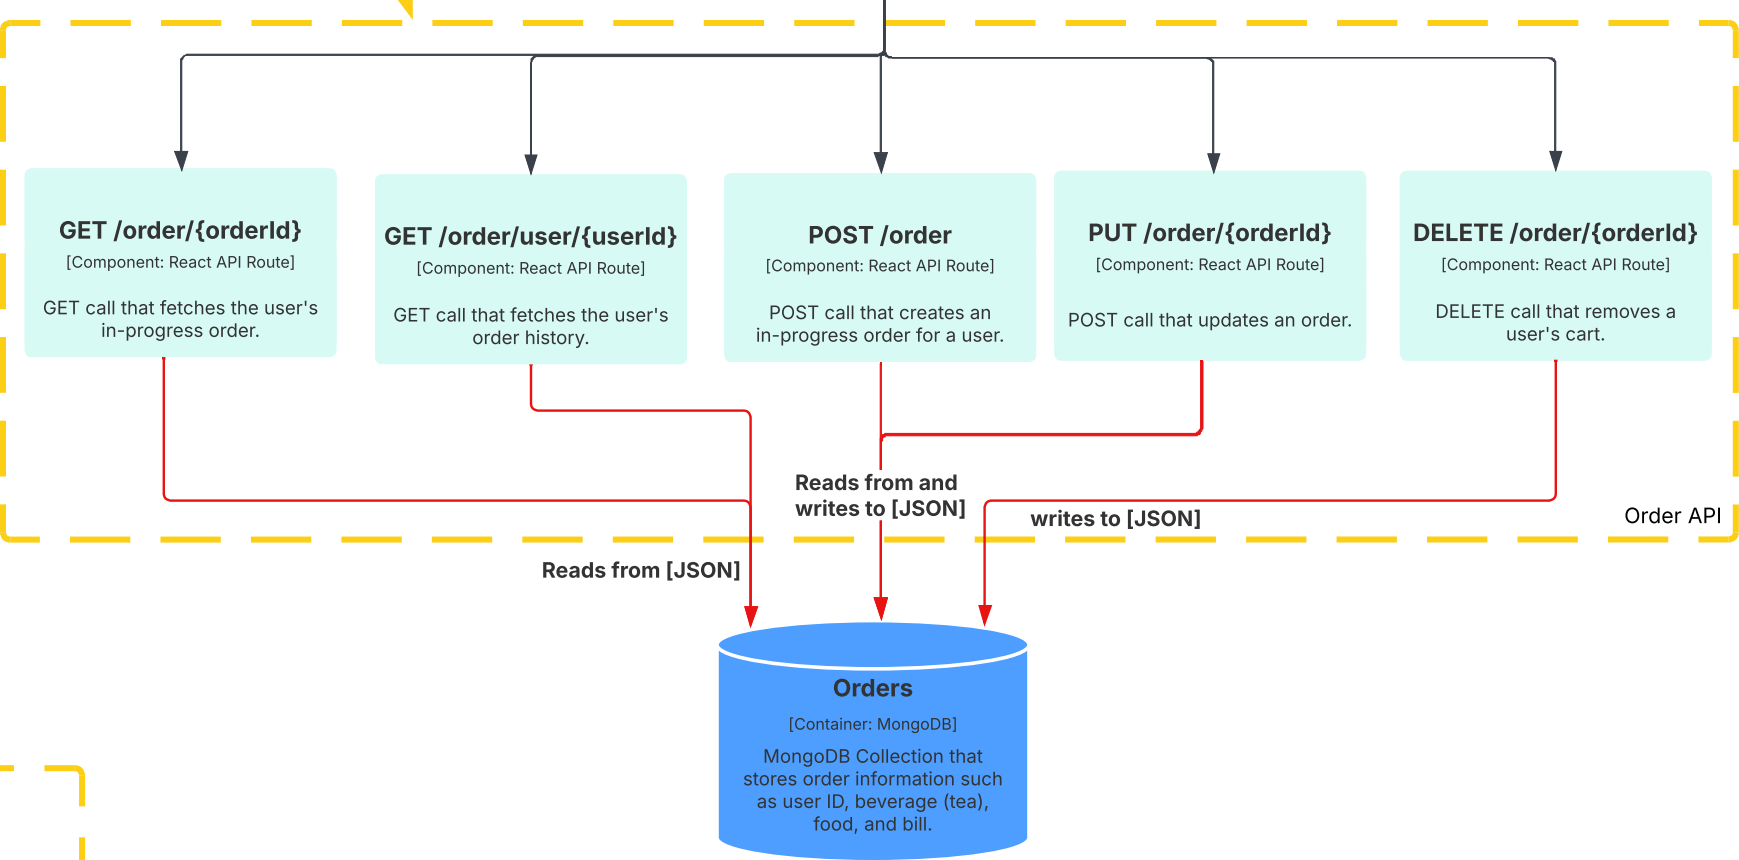 GET /order/{orderId}
[Component: React API Route]
GET call that fetches the user's
in-progress order.
GET /order/user/{userId}
[Component: React API Route]
GET call that fetches the user's
order history.
POST /order
[Component: React API Route]
POST call that creates an
in-progress order for a user.
PUT /order/{orderId}
[Component: React API Route]
POST call that updates an order.
DELETE /order/{orderId}
[Component: React API Route]
DELETE call that removes a
user's cart.
Reads from and
writes to [JSON]
writes to [JSON]
Order API
Reads from [JSON]
Orders
[Container: MongoDB]
MongoDB Collection that
stores order information such
as user ID, beverage (tea),
food, and bill.